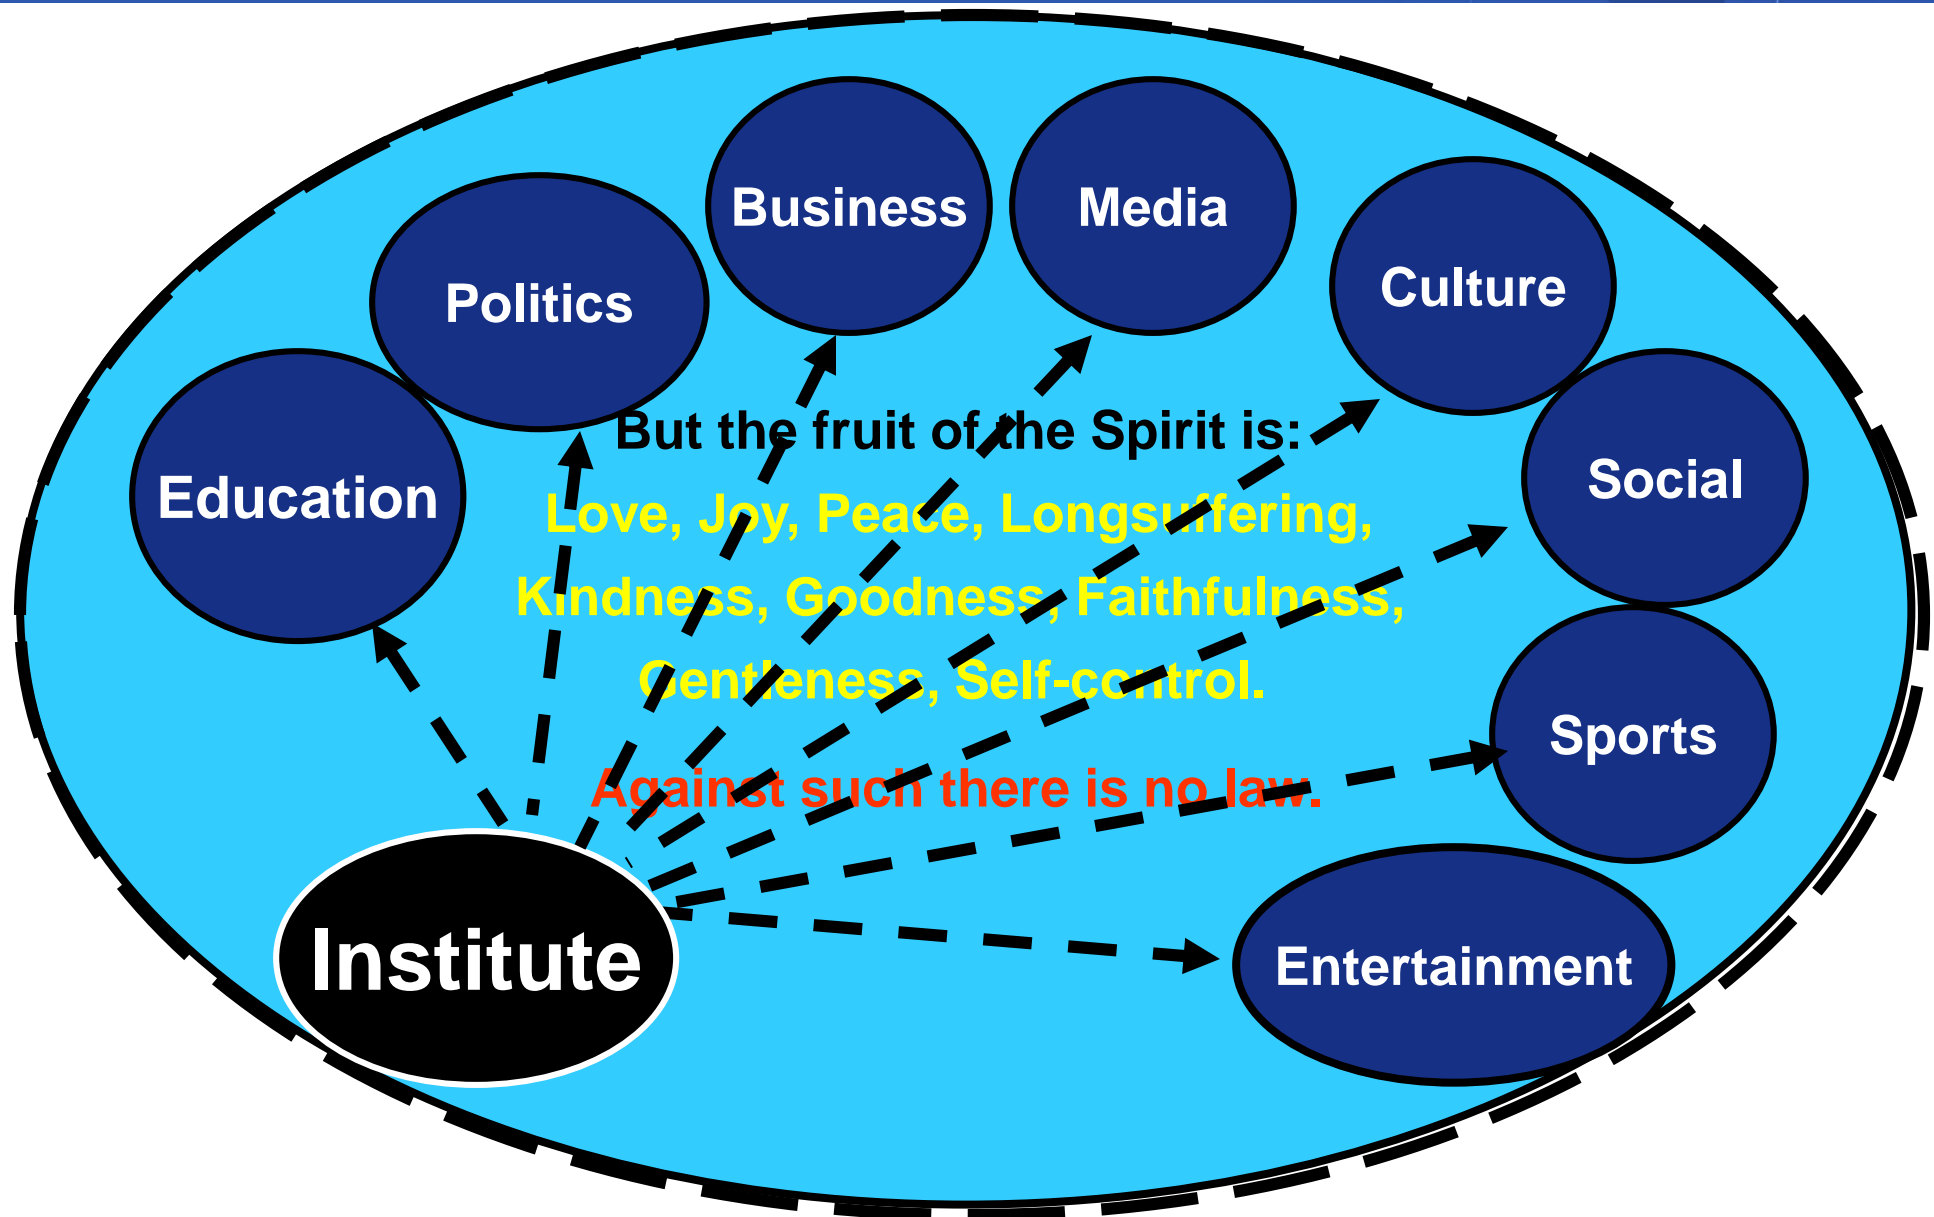 Business
Media
Culture
Politics
But the fruit of the Spirit is:
Social
Education
Love, Joy, Peace, Longsuffering,
Kindness, Goodness, Faithfulness,
Gentleness, Self-control.
Sports
Against such there is no law.
Institute
Entertainment